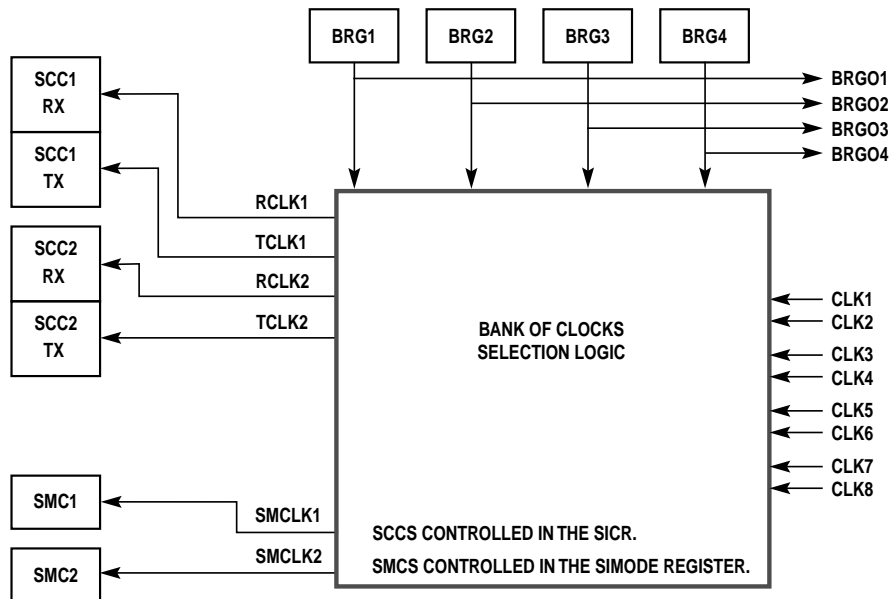 BRG1
BRG2
BRG3
BRG4
BRGO1
BRGO2
BRGO3
BRGO4
SCC1
RX
SCC1
TX
SCC2
RX
SCC2
TX
RCLK1
TCLK1
RCLK2
TCLK2
BANK OF CLOCKS
SELECTION LOGIC
CLK1
CLK2
CLK3
CLK4
CLK5
CLK6
CLK7
CLK8
SMC1
SMC2
SMCLK1
SMCLK2
SCCS CONTROLLED IN THE SICR.
SMCS CONTROLLED IN THE SIMODE REGISTER.